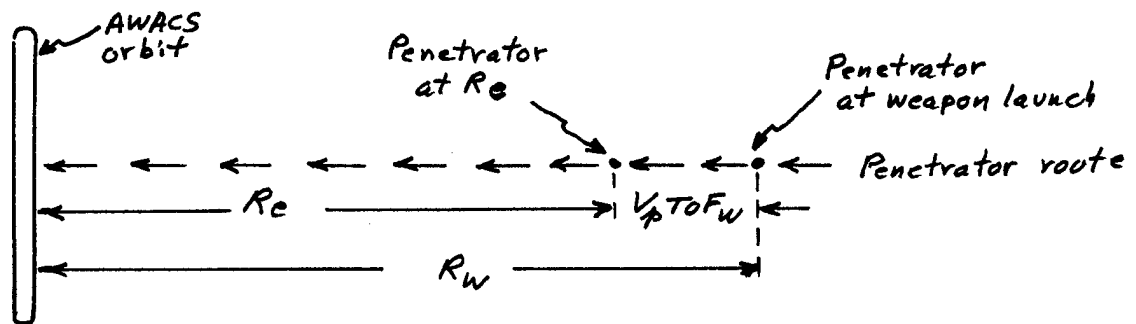 AWACS
orbit
Penetrator
at Re
Penetrator
at weapon launch
Penetrator route
Re
VpToFw
Rw